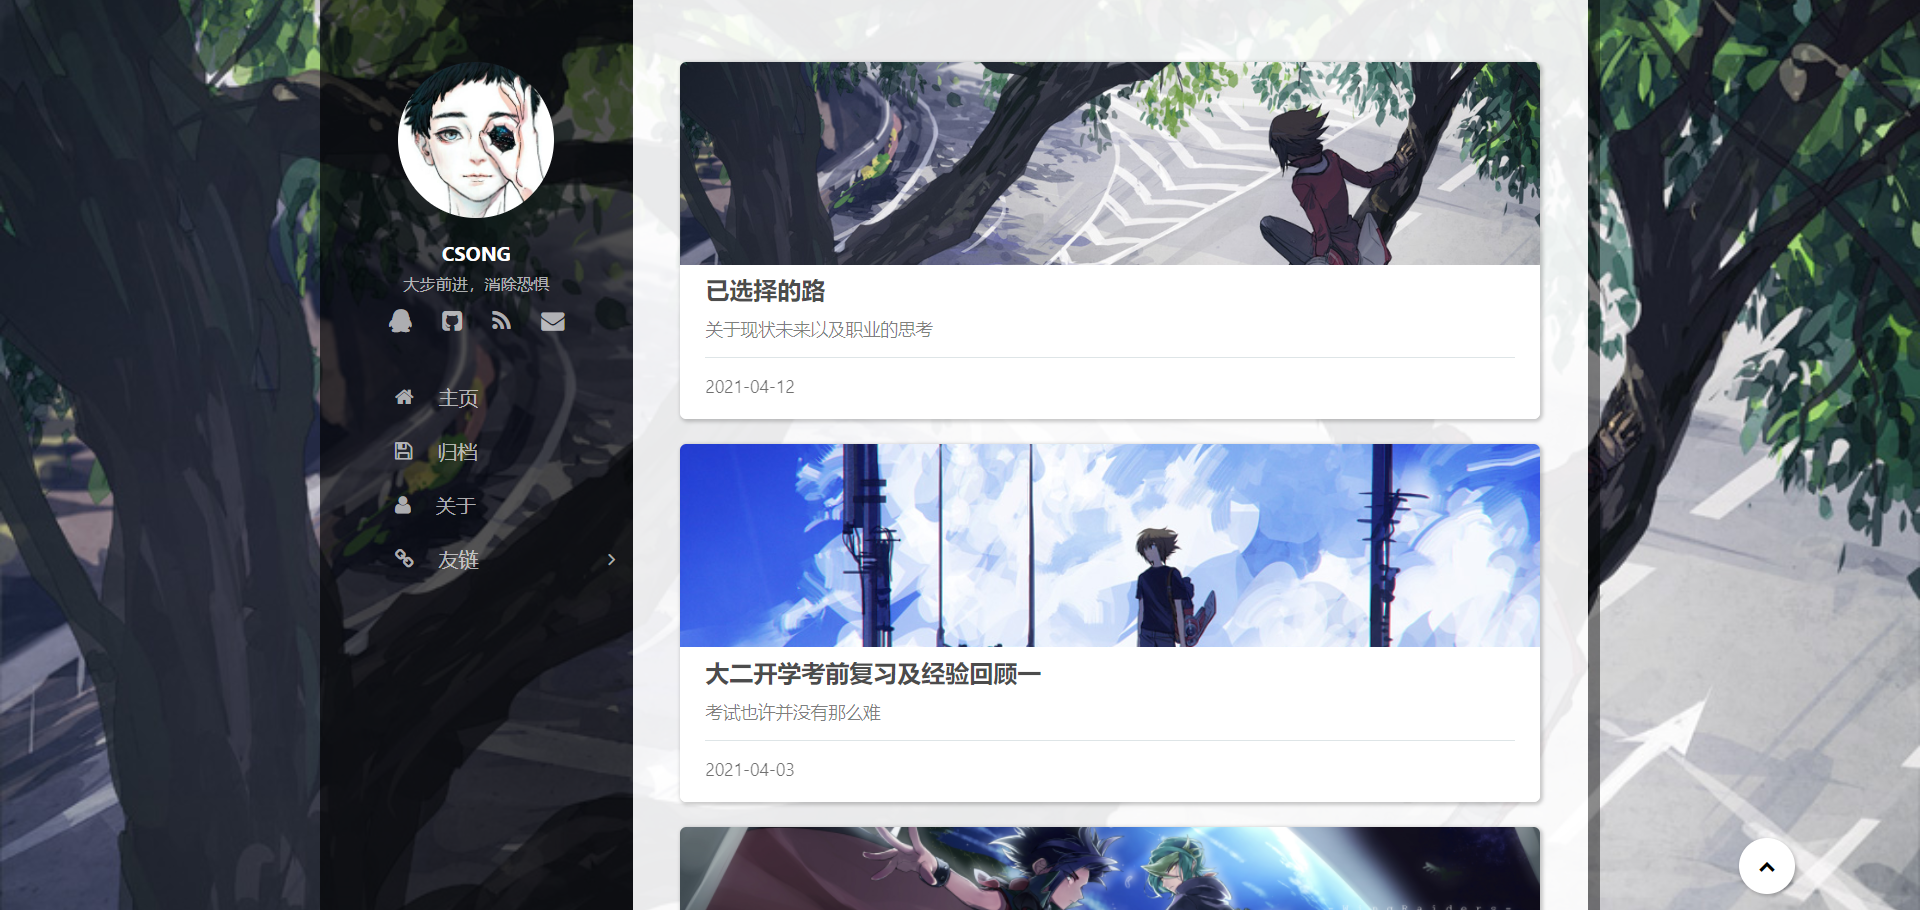 CSONG
大步前进，消除恐惧
主页
归档
关于
友链
已选择的路
关于现状未来以及职业的思考
2021-04-12
大二开学考前复习及经验回顾一
考试也许并没有那么难
2021-04-03